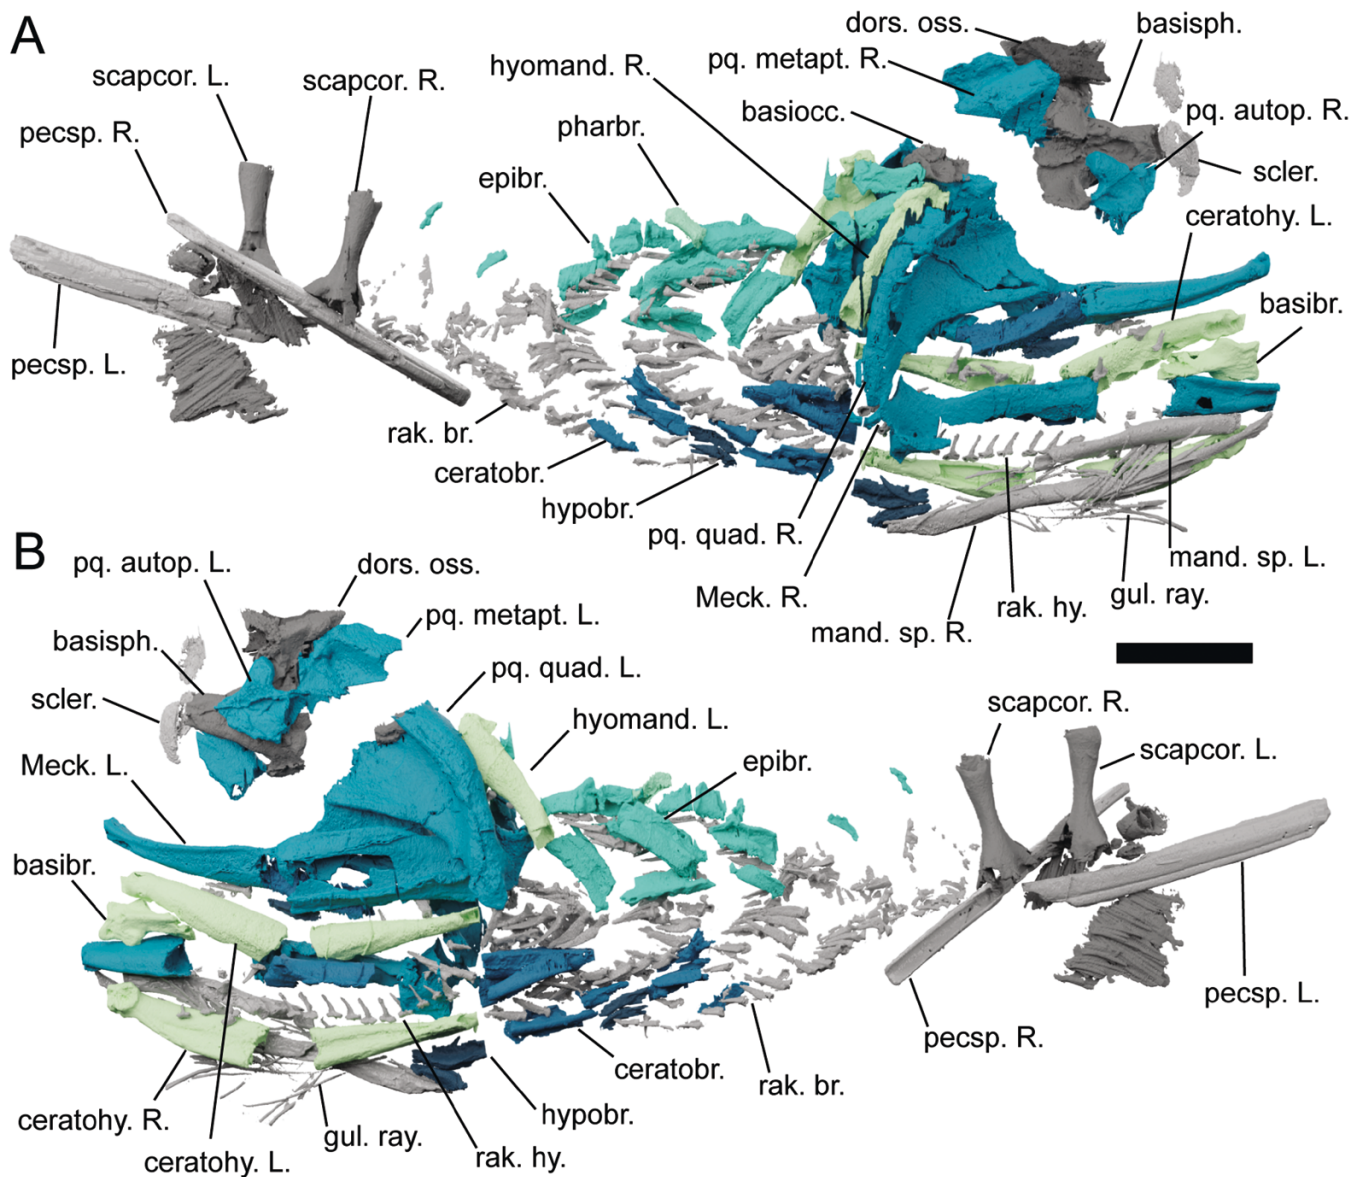 A
dors. oss.
basisph.
hyomand. R.
pq. metapt. R.
scapcor. L.
scapcor. R.
basiocc.
pq. autop. R.
pecsp. R.
pharbr.
epibr.
scler.
ceratohy. L.
basibr.
pecsp. L.
rak. br.
ceratobr.
hypobr.
pq. quad. R.
Meck. R.
mand. sp. R.
rak. hy.
gul. ray.
mand. sp. L.
B
pq. autop. L.
dors. oss.
basisph.
pq. metapt. L.
scler.
pq. quad. L.
hyomand. L.
Meck. L.
epibr.
scapcor. R.
scapcor. L.
basibr.
pecsp. L.
pecsp. R.
ceratobr.
rak. br.
hypobr.
ceratohy. R.
gul. ray.
ceratohy. L.
rak. hy.